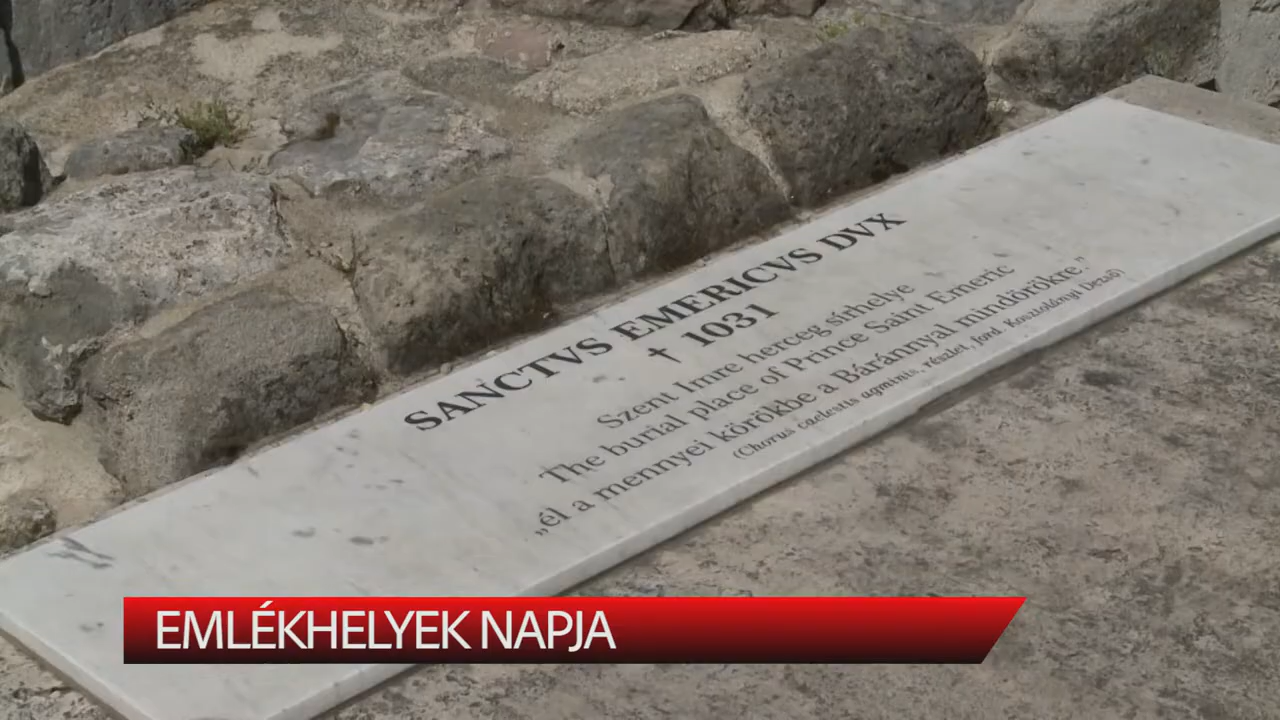 SANCTVS EMERICVS DVX
† 1031
Szent Imre herceg sírhelye
The burial place of Prince Saint Emeric
„él a mennyei körökbe a Báránnyal mindörökre.”
(Chorus caelestis agminis, részlet, ford. Kosztolányi Dezső)
EMLÉKHELYEK NAPJA